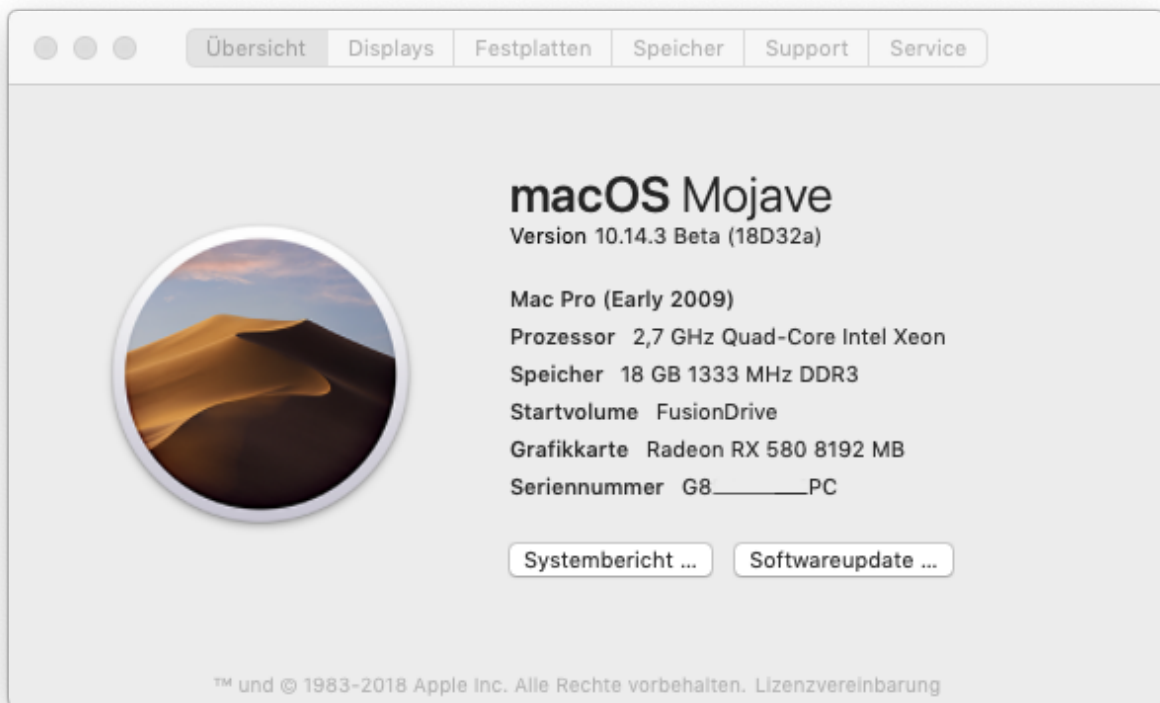 Übersicht Displays Festplatten Speicher Support Service
macOS Mojave
Version 10.14.3 Beta (18D32a)
Mac Pro (Early 2009)
Prozessor 2,7 GHz Quad-Core Intel Xeon
Speicher 18 GB 1333 MHz DDR3
Startvolume FusionDrive
Grafikkarte Radeon RX 580 8192 MB
Seriennummer G8_______PC
Systembericht ... Softwareupdate ...
™ und © 1983-2018 Apple Inc. Alle Rechte vorbehalten. Lizenzvereinbarung